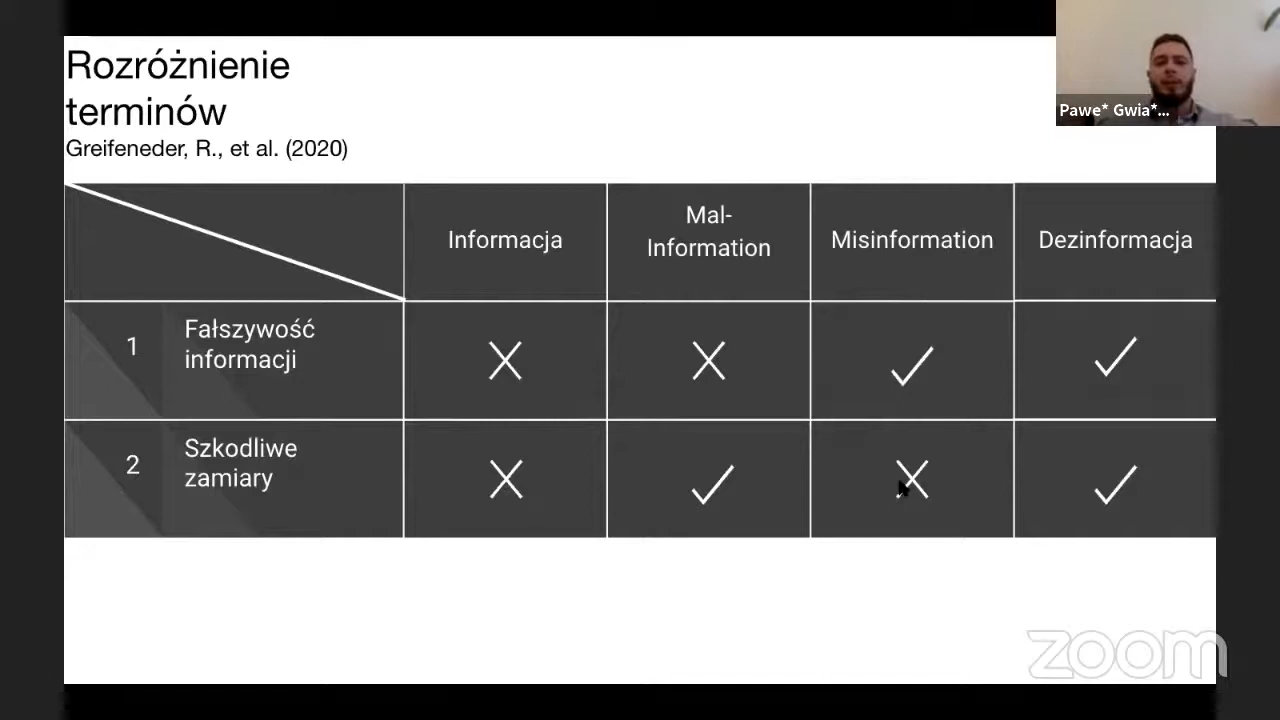 Rozróżnienie
terminów
Greifeneder, R., et al. (2020)
Pawe* Gwia*...
Informacja
Mal-
Information
Misinformation
Dezinformacja
1
Fałszywość
informacji
2
Szkodliwe
zamiary
zoom